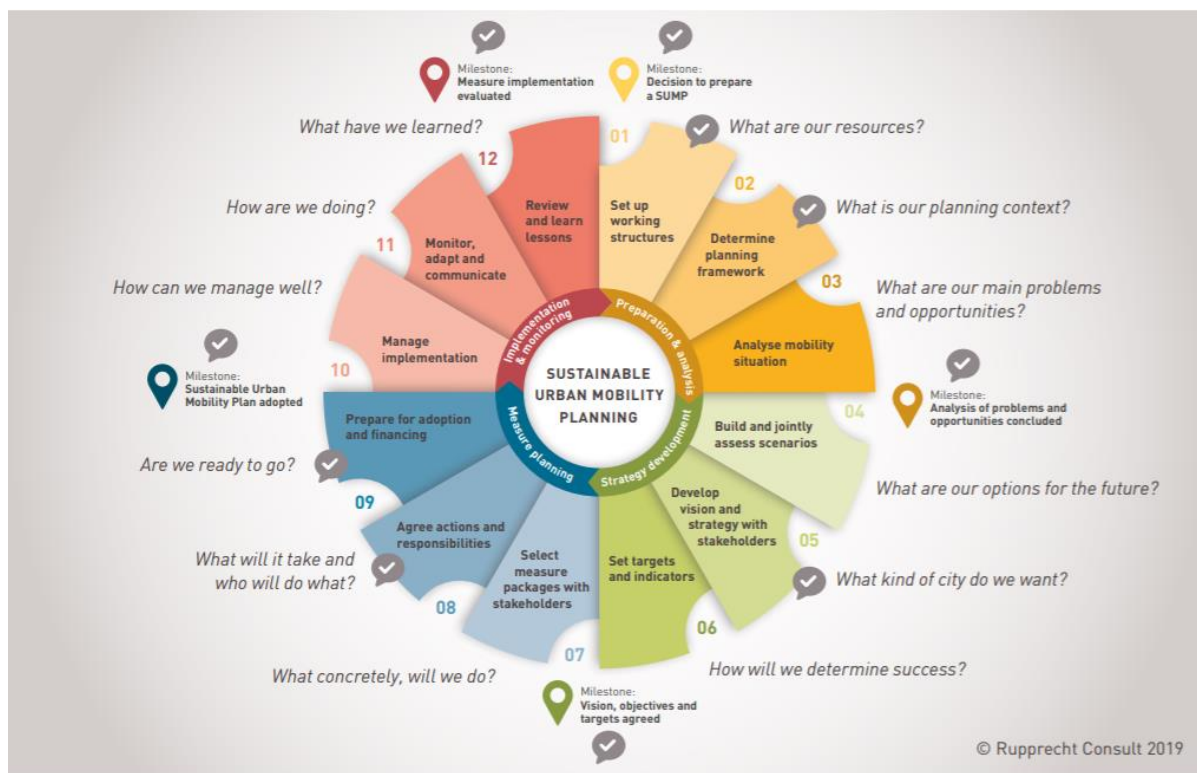 Milestone:
Measure implementation
evaluated
Milestone:
Decision to prepare
a SUMP
01
What are our resources?
Set up
working
structures
02
What is our planning context?
Determine
planning
framework
03
What are our main problems
and opportunities?
Analyse mobility
situation
Milestone:
Analysis of problems and
opportunities concluded
04
Build and jointly
assess scenarios
What are our options for the future?
05
Develop
vision and
strategy with
stakeholders
What kind of city do we want?
06
Set targets
and indicators
How will we determine success?
Milestone:
Vision, objectives and
targets agreed
07
Select
measure
packages with
stakeholders
What concretely, will we do?
08
Agree actions and
responsibilities
What will it take and
who will do what?
09
Prepare for adoption
and financing
Are we ready to go?
Milestone:
Sustainable Urban
Mobility Plan adopted
10
Manage
implementation
How can we manage well?
11
Monitor,
adapt and
communicate
How are we doing?
12
Review
and learn
lessons
What have we learned?
Preparation & analysis
Strategy development
Measure planning
Implementation
& monitoring
SUSTAINABLE
URBAN MOBILITY
PLANNING
© Rupprecht Consult 2019